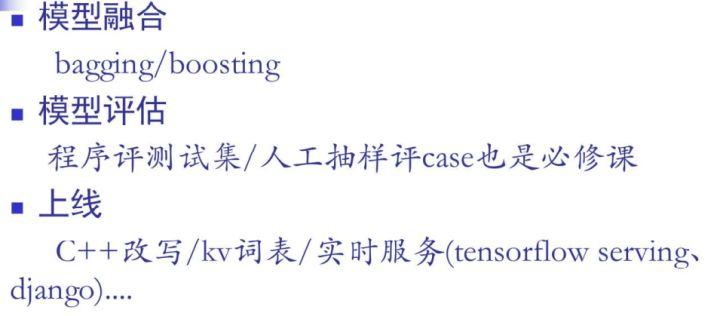 模型融合
bagging/boosting
模型评估
程序评测试集/人工抽样评case也是必修课
上线
C++改写/kv词表/实时服务(tensorflow serving、
django)....